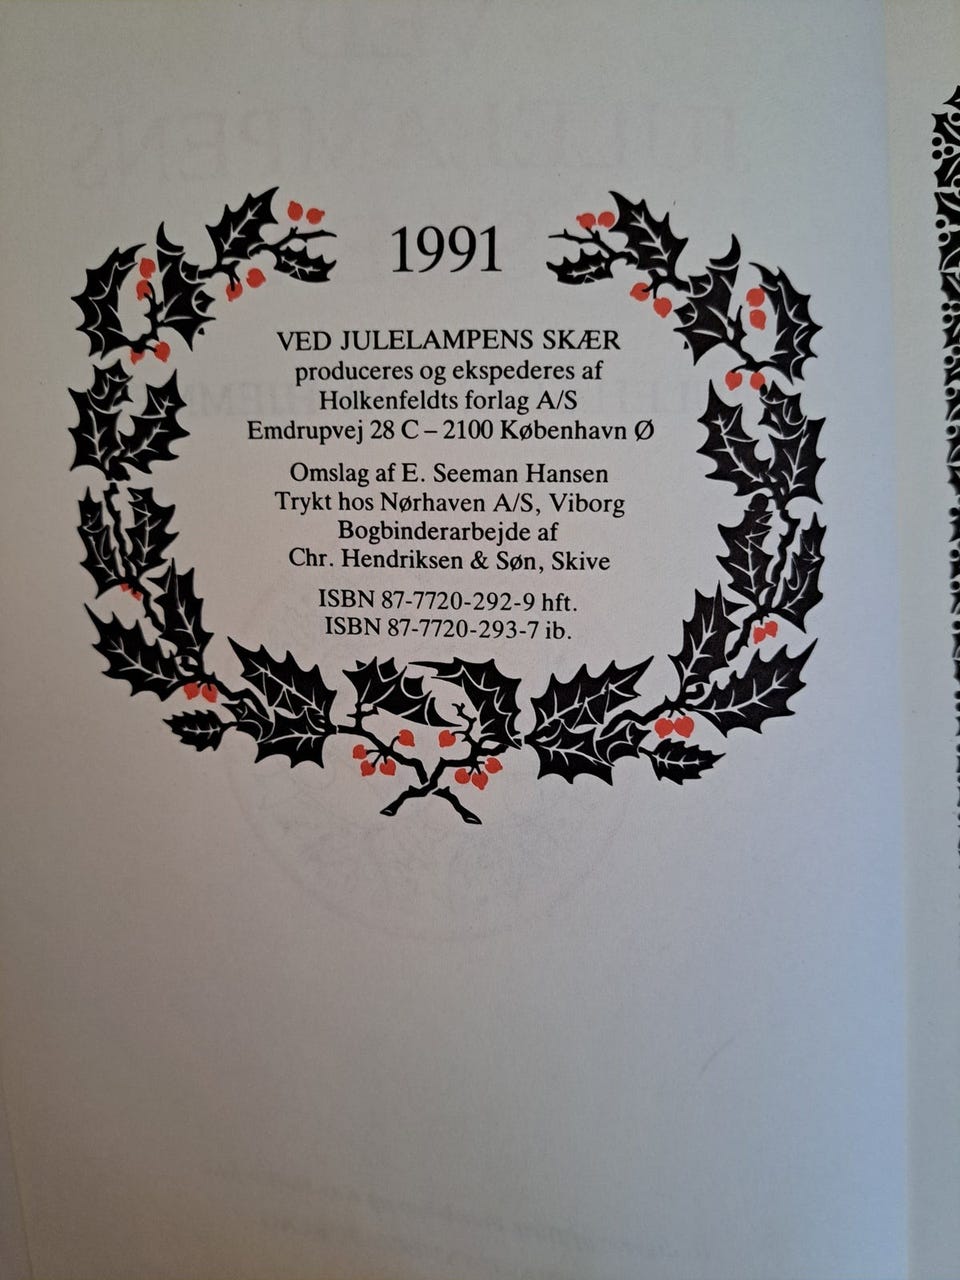 1991
VED JULELAMPENS SKÆR
produceres og ekspederes af
Holkenfeldts forlag A/S
Emdrupvej 28 C – 2100 København Ø
Omslag af E. Seeman Hansen
Trykt hos Nørhaven A/S, Viborg
Bogbinderarbejde af
Chr. Hendriksen & Søn, Skive
ISBN 87-7720-292-9 hft.
ISBN 87-7720-293-7 ib.